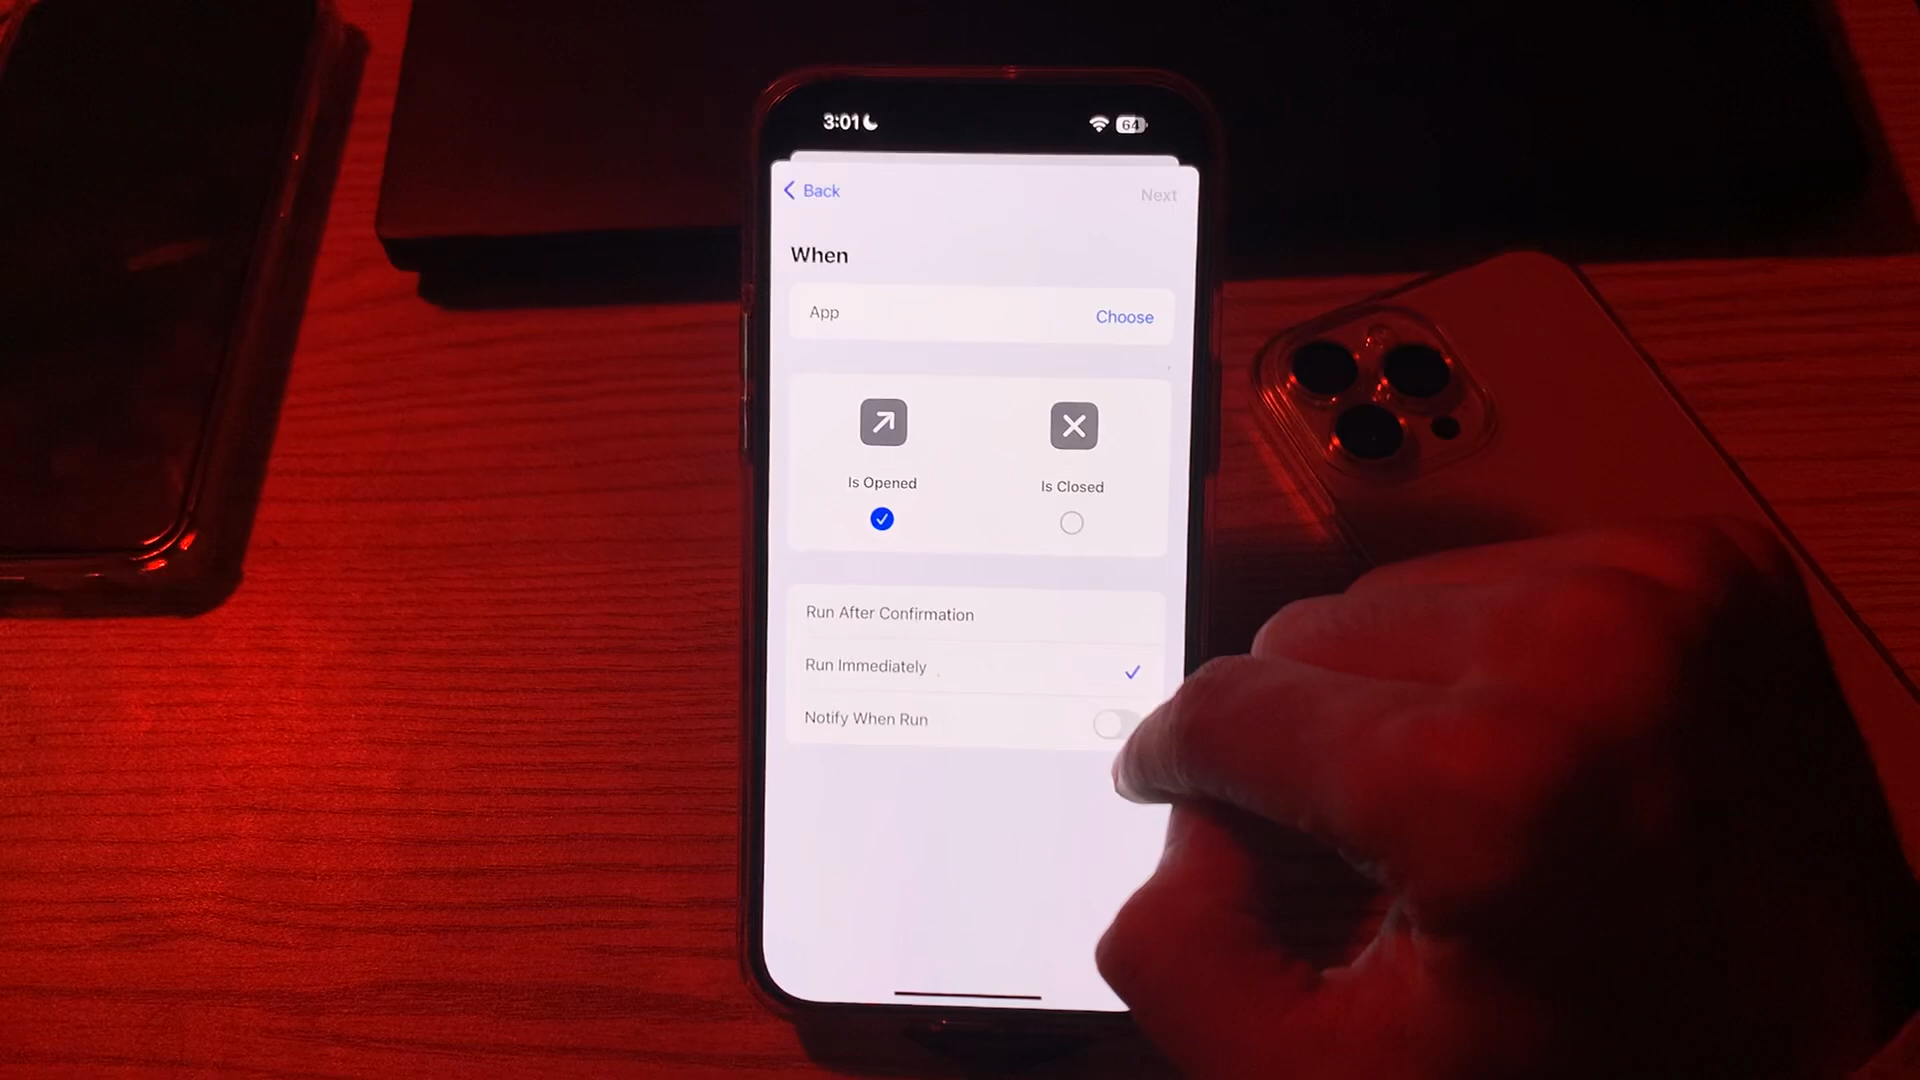 3:01
64
Back
Next
When
App
Choose
Is Opened
Is Closed
Run After Confirmation
Run Immediately
Notify When Run